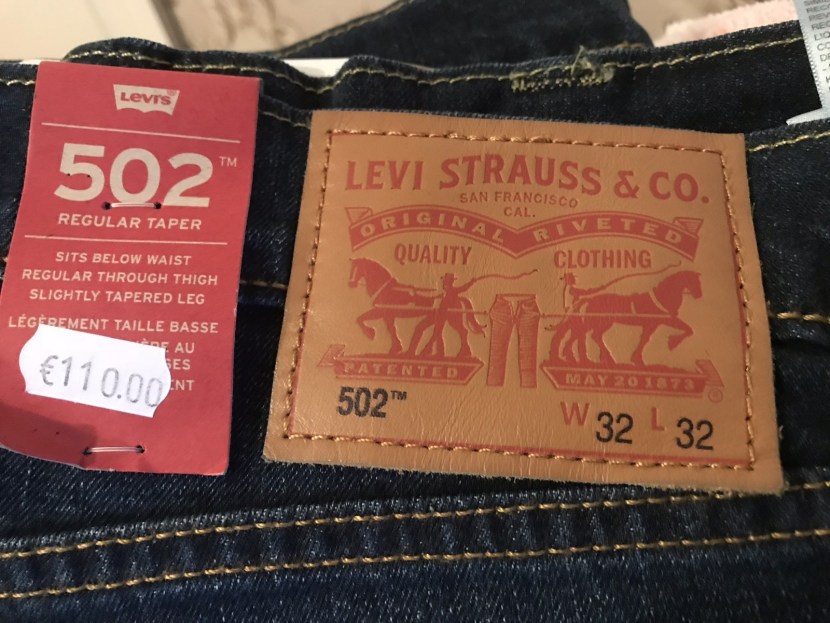 Levi's
502™
REGULAR TAPER
SITS BELOW WAIST
REGULAR THROUGH THIGH
SLIGHTLY TAPERED LEG
LÉGÈREMENT TAILLE BASSE
AU
€110.00
LEVI STRAUSS & CO.
SAN FRANCISCO
CAL.
ORIGINAL RIVETED
QUALITY CLOTHING
PATENTED MAY 20 1873 ®
502™ W 32 L 32